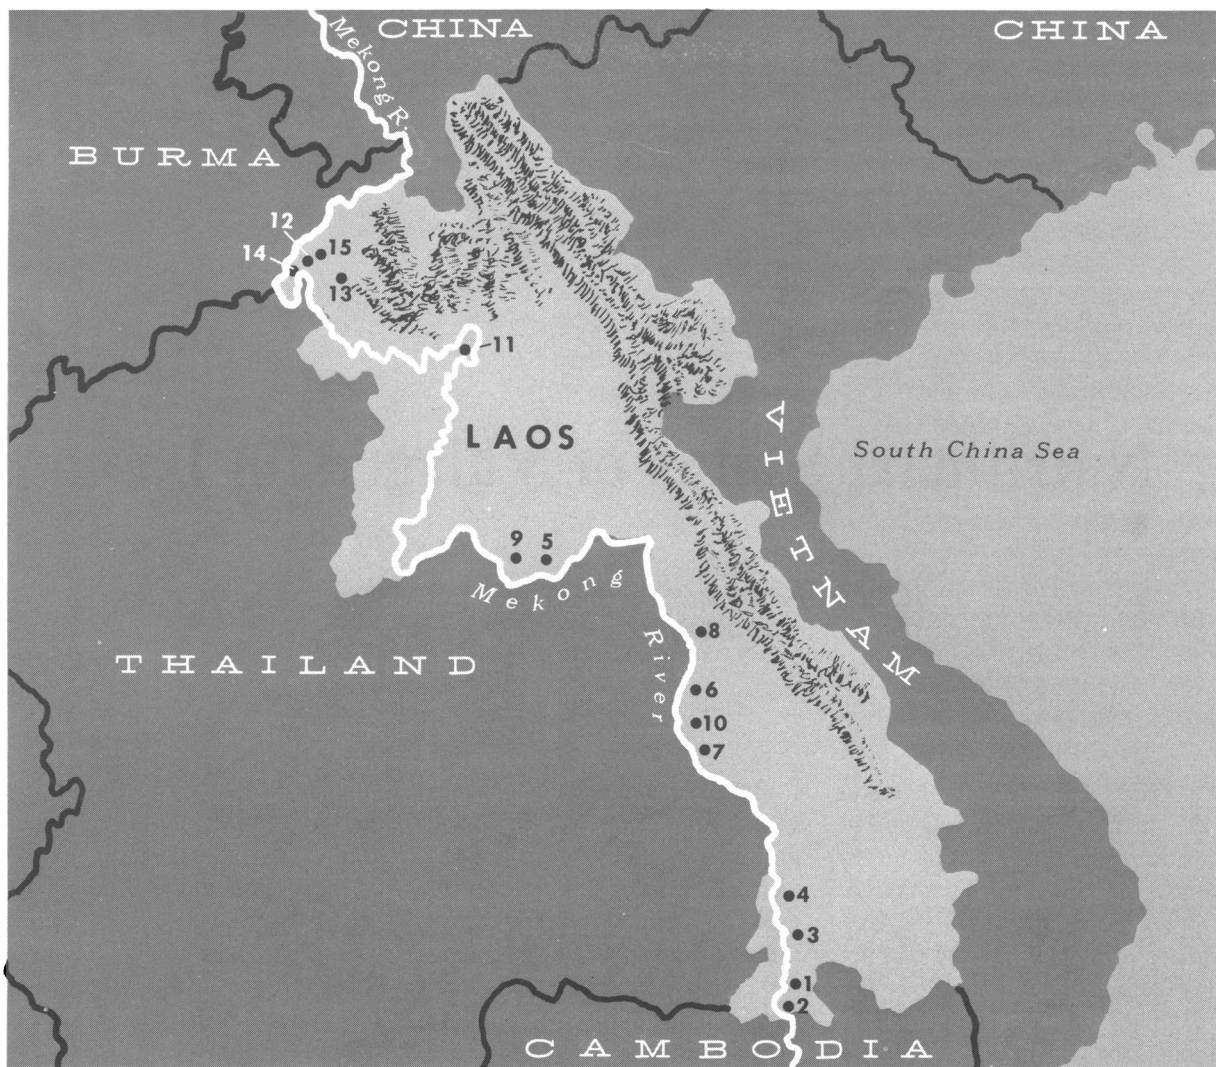 CHINA
CHINA
Mekong R.
BURMA
12
15
14
13
11
LAOS
VIETNAM
South China Sea
9
5
Mekong
River
8
THAILAND
6
10
7
4
3
1
2
CAMBODIA